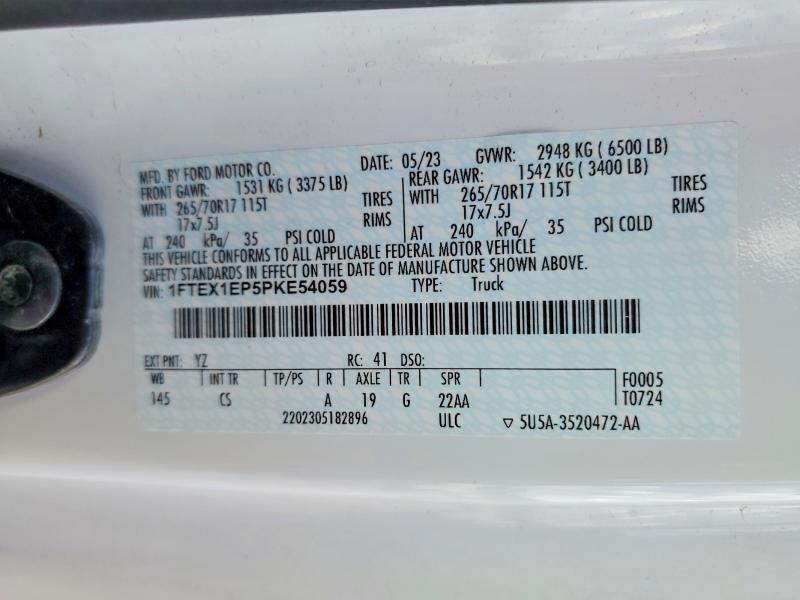 MFD. BY FORD MOTOR CO. DATE: 05/23 GVWR: 2948 KG ( 6500 LB)
FRONT GAWR: 1531 KG ( 3375 LB) REAR GAWR: 1542 KG ( 3400 LB)
WITH 265/70R17 115T TIRES WITH 265/70R17 115T TIRES
17x7.5J RIMS 17x7.5J RIMS
AT 240 kPa/ 35 PSI COLD AT 240 kPa/ 35 PSI COLD
THIS VEHICLE CONFORMS TO ALL APPLICABLE FEDERAL MOTOR VEHICLE
SAFETY STANDARDS IN EFFECT ON THE DATE OF MANUFACTURE SHOWN ABOVE.
VIN: 1FTEX1EP5PKE54059 TYPE: Truck
EXT PNT: YZ RC: 41 DSO:
WB INT TR TP/PS R AXLE TR SPR F0005
145 CS A 19 G 22AA T0724
2202305182896 ULC ▽ 5U5A-3520472-AA